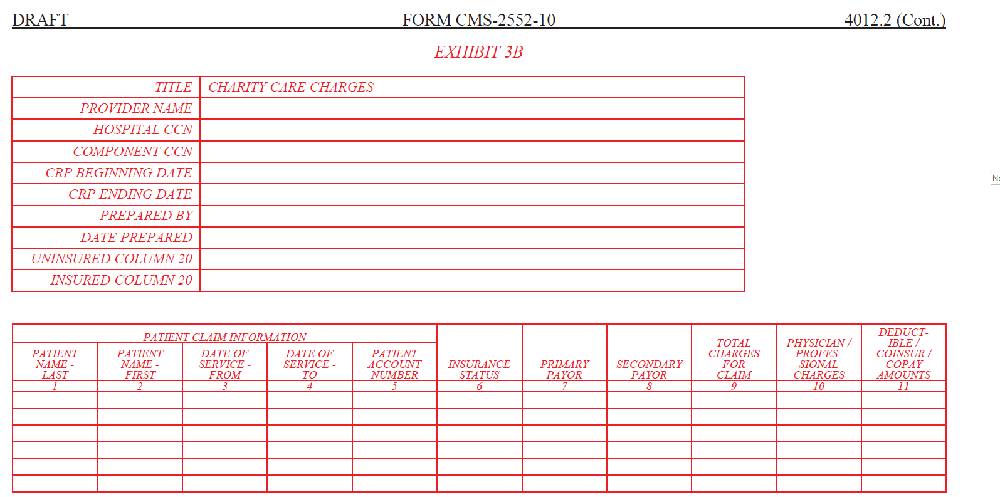 DRAFT FORM CMS-2552-10 4012.2 (Cont.)
EXHIBIT 3B
TITLE CHARITY CARE CHARGES
PROVIDER NAME
HOSPITAL CCN
COMPONENT CCN
CRP BEGINNING DATE
CRP ENDING DATE
PREPARED BY
DATE PREPARED
UNINSURED COLUMN 20
INSURED COLUMN 20
PATIENT CLAIM INFORMATION
PATIENT
NAME -
LAST
PATIENT
NAME -
FIRST
DATE OF
SERVICE -
FROM
DATE OF
SERVICE -
TO
PATIENT
ACCOUNT
NUMBER
INSURANCE
STATUS
PRIMARY
PAYOR
SECONDARY
PAYOR
TOTAL
CHARGES
FOR
CLAIM
PHYSICIAN /
PROFES-
SIONAL
CHARGES
DEDUCT-
IBLE /
COINSUR /
COPAY
AMOUNTS
1 2 3 4 5 6 7 8 9 10 11